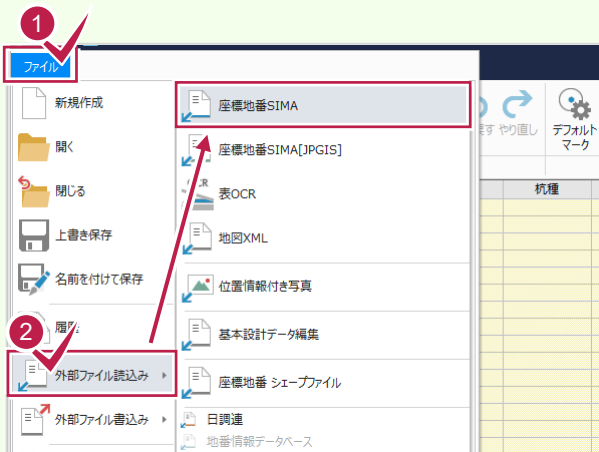 1
ファイル
新規作成
開く
閉じる
上書き保存
名前を付けて保存
2
履歴
外部ファイル読込み
外部ファイル書込み
座標地番SIMA
座標地番SIMA[JPGIS]
表OCR
地図XML
位置情報付き写真
基本設計データ編集
座標地番 シェープファイル
日調連
地番情報データベース
戻す やり直し
デフォルト
マーク
杭種